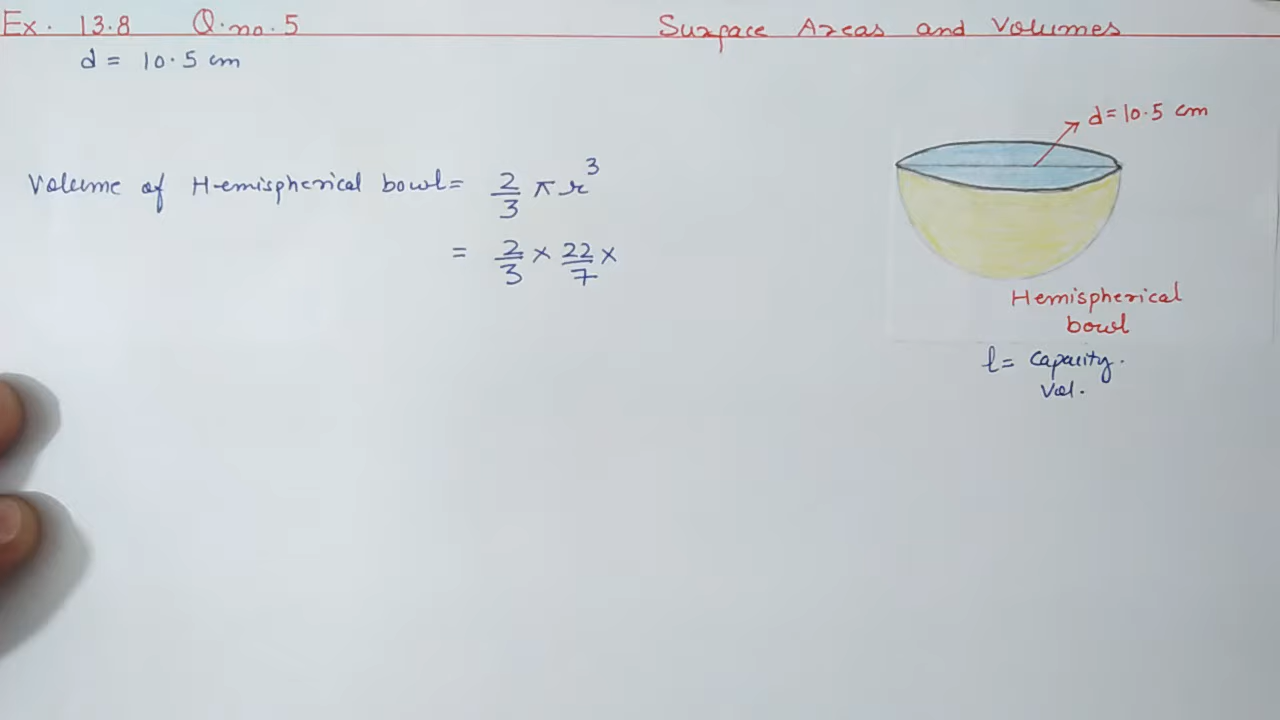 Ex. 13.8 Q.no.5 Surface Areas and Volumes
d = 10.5 cm
d=10.5 cm
Volume of Hemispherical bowl = 2/3 π r³
= 2/3 × 22/7 ×
Hemispherical
bowl
l = Capacity.
Vol.